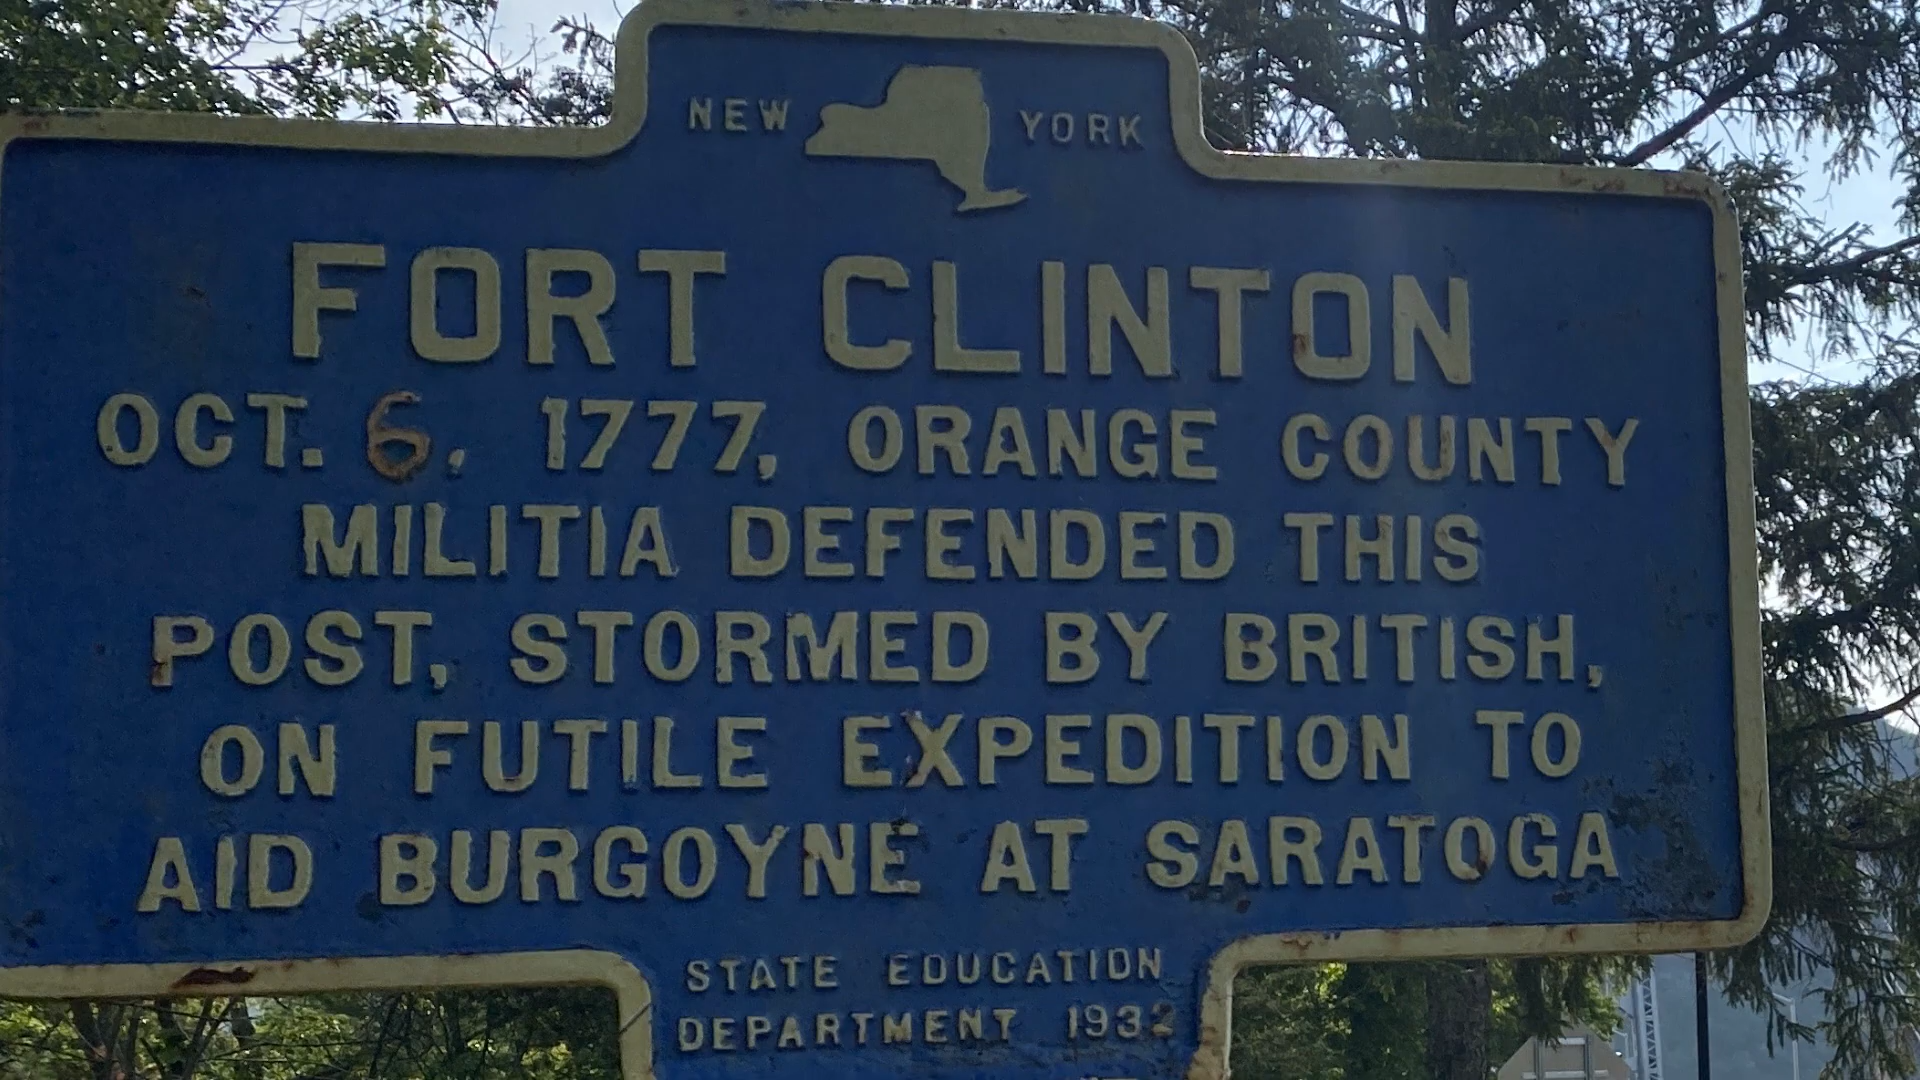 NEW YORK
FORT CLINTON
OCT. 6, 1777, ORANGE COUNTY
MILITIA DEFENDED THIS
POST, STORMED BY BRITISH,
ON FUTILE EXPEDITION TO
AID BURGOYNE AT SARATOGA
STATE EDUCATION
DEPARTMENT 1932